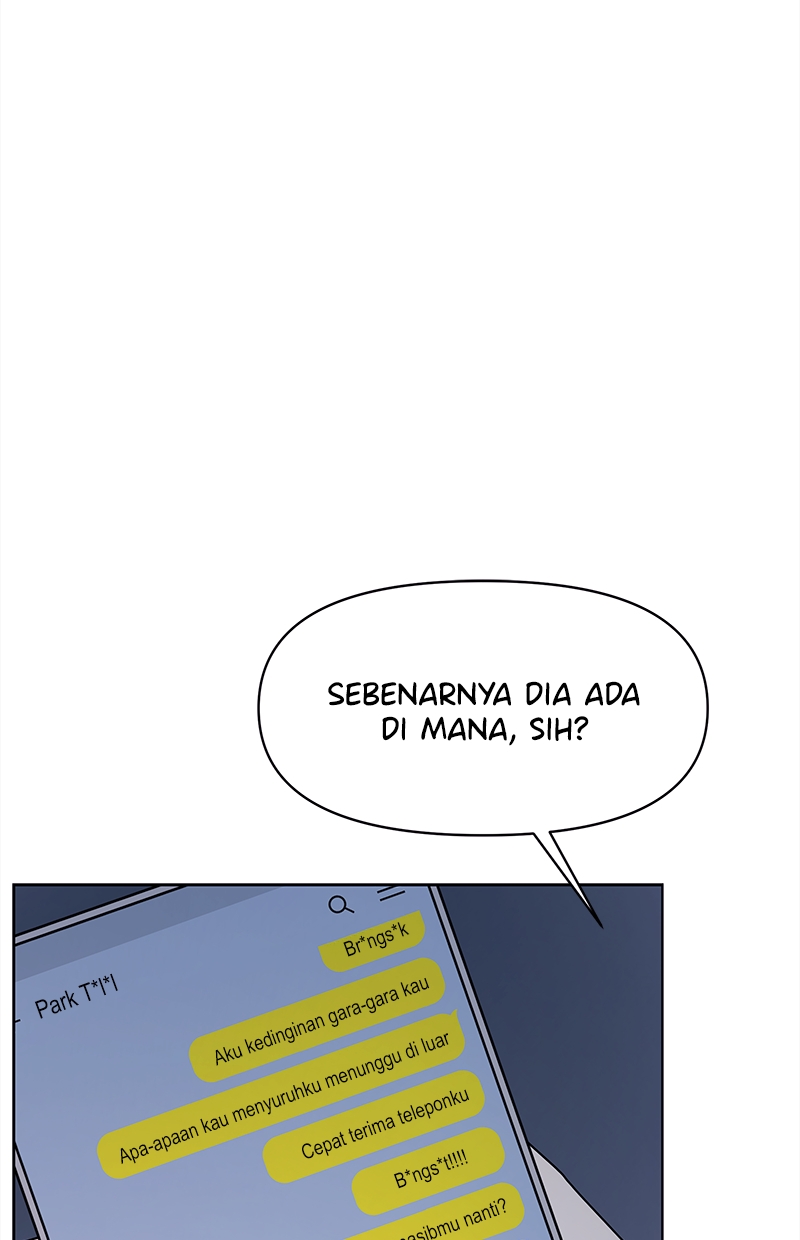 SEBENARNYA DIA ADA
DI MANA, SIH?
Br*ngs*k
Park T*l*l
Aku kedinginan gara-gara kau
Apa-apaan kau menyuruhku menunggu di luar
Cepat terima teleponku
B*ngs*t!!!!
nanti?